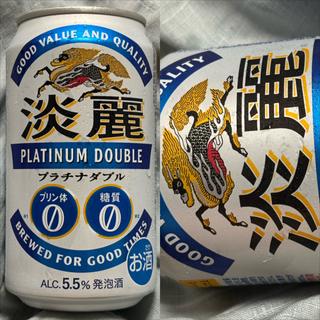 KIRIN
GOOD VALUE AND QUALITY
淡麗
PLATINUM DOUBLE
プラチナダブル
プリン体
0
糖質
0
BREWED FOR GOOD TIMES
お酒
ALC.5.5% 発泡酒
UALITY
淡麗
GOOD